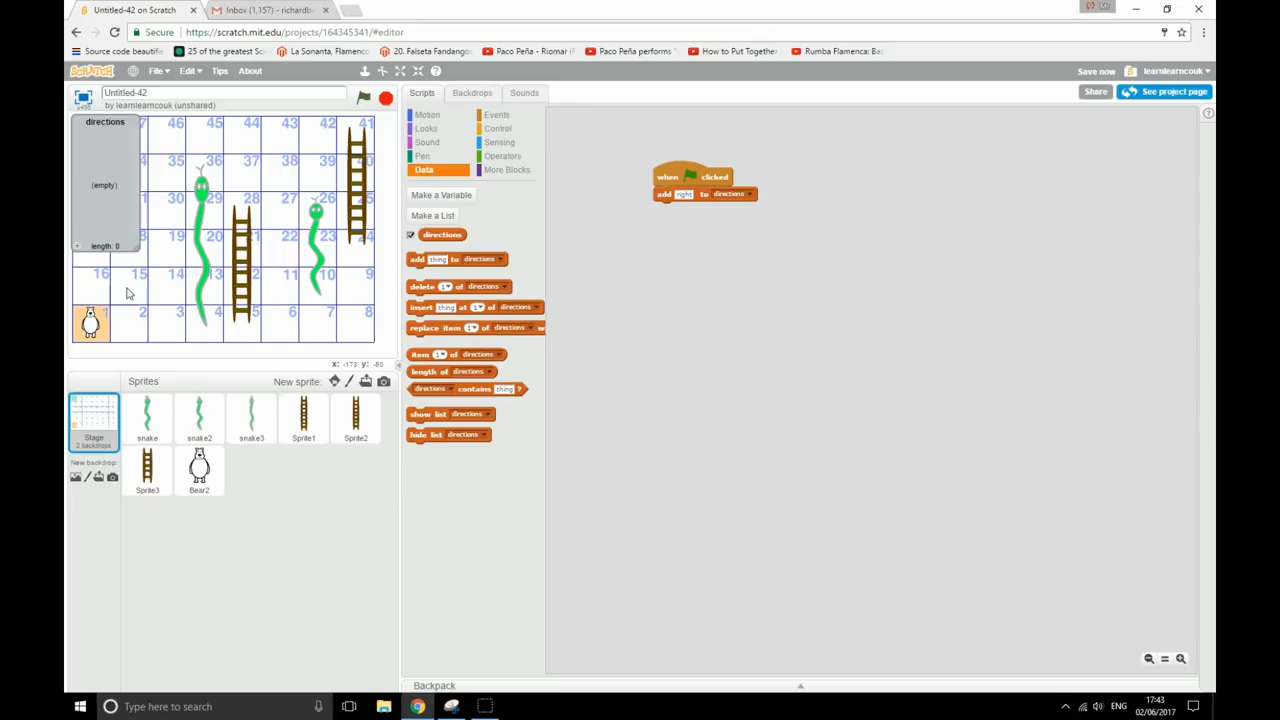 Untitled-42 on Scratch
Inbox (1,157) - richardb
Secure
https://scratch.mit.edu/projects/164345341/#editor
Source code beautifi
25 of the greatest Sc
La Sonanta, Flamenco
20. Falseta Fandango
Paco Peña - Riomar (
Paco Peña performs "
How to Put Together
Rumba Flamenca: Ba
SCRATCH
File
Edit
Tips
About
Save now
learnlearncouk
Untitled-42
by learnlearncouk (unshared)
Scripts
Backdrops
Sounds
Share
See project page
directions
(empty)
length: 0
46 45 44 43 42 41
35 36 37 38 39 40
29 28 27 26 25
19 20 21 22 23 24
16 15 14 13 10 9
1 2 3 4 5 8
x: -173 y: -89
Motion
Events
Looks
Control
Sound
Sensing
Pen
Operators
Data
More Blocks
Make a Variable
Make a List
directions
add thing to directions
delete 1 of directions
insert thing at 1 of directions
replace item 1 of directions w
item 1 of directions
length of directions
directions contains thing ?
show list directions
hide list directions
when clicked
add right to directions
Sprites
New sprite:
Stage
2 backdrops
New backdrop:
snake
snake2
snake3
Sprite1
Sprite2
Sprite3
Bear2
Backpack
Type here to search
ENG
17:43
02/06/2017